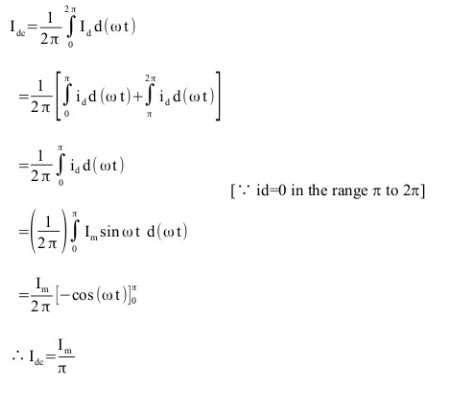 I_dc = 1/2π ∫_0^2π I_d d(ωt)
= 1/2π [∫_0^π i_d d(ωt) + ∫_π^2π i_d d(ωt)]
= 1/2π ∫_0^π i_d d(ωt)
[∵ id=0 in the range π to 2π]
= (1/2π) ∫_0^π I_m sin ωt d(ωt)
= I_m/2π [−cos(ωt)]_0^π
∴ I_dc = I_m/π